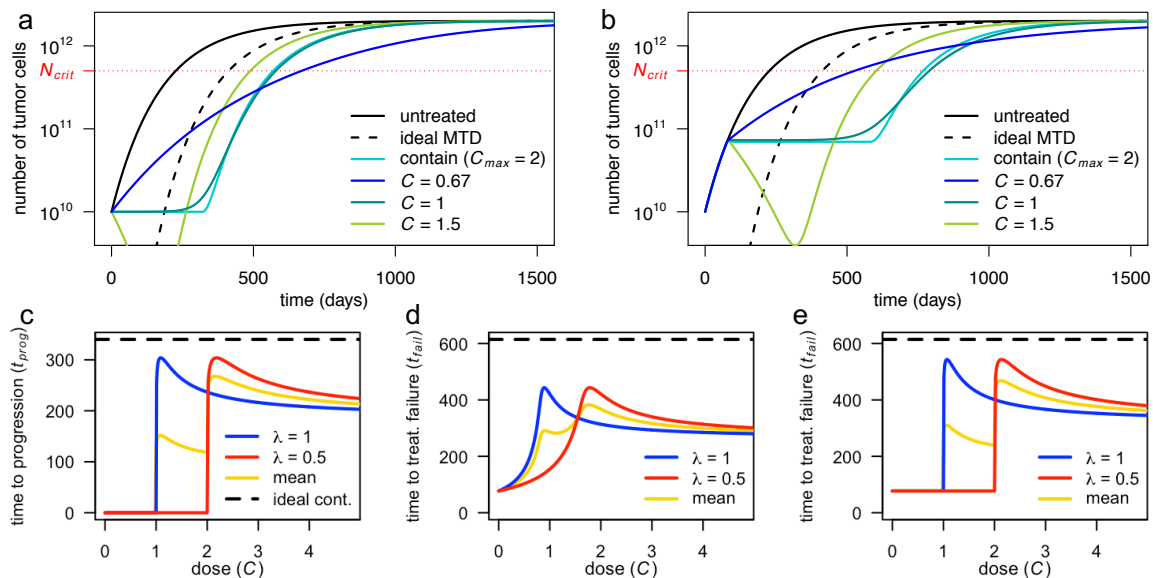 a
number of tumor cells
10^12
N_crit
10^11
10^10
untreated
ideal MTD
contain (C_max = 2)
C = 0.67
C = 1
C = 1.5
0 500 1000 1500
time (days)
b
number of tumor cells
10^12
N_crit
10^11
10^10
untreated
ideal MTD
contain (C_max = 2)
C = 0.67
C = 1
C = 1.5
0 500 1000 1500
time (days)
c
time to progression (t_prog)
300
200
100
0
λ = 1
λ = 0.5
mean
ideal cont.
0 1 2 3 4
dose (C)
d
time to treat. failure (t_fail)
600
400
200
0
λ = 1
λ = 0.5
mean
0 1 2 3 4
dose (C)
e
time to treat. failure (t_fail)
600
400
200
0
λ = 1
λ = 0.5
mean
0 1 2 3 4
dose (C)